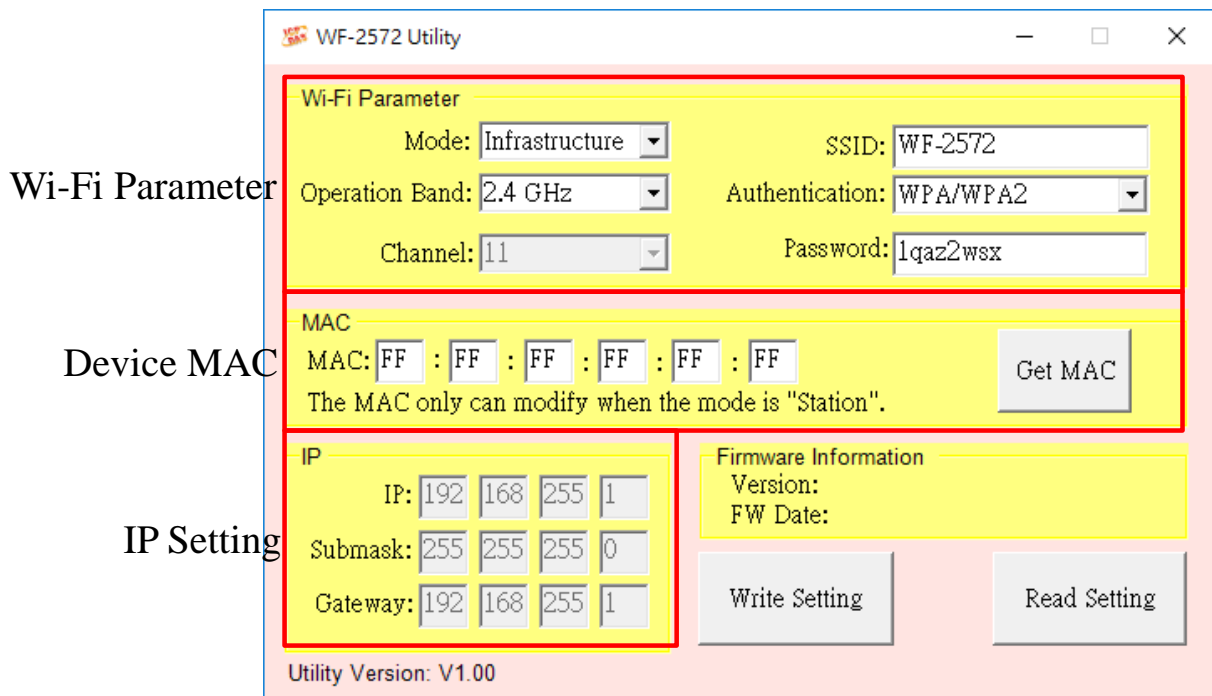 WF-2572 Utility
Wi-Fi Parameter
Wi-Fi Parameter
Mode: Infrastructure SSID: WF-2572
Operation Band: 2.4 GHz Authentication: WPA/WPA2
Channel: 11 Password: 1qaz2wsx
Device MAC
MAC
MAC: FF : FF : FF : FF : FF : FF Get MAC
The MAC only can modify when the mode is "Station".
IP Setting
IP
IP: 192 168 255 1
Submask: 255 255 255 0
Gateway: 192 168 255 1
Firmware Information
Version:
FW Date:
Write Setting Read Setting
Utility Version: V1.00